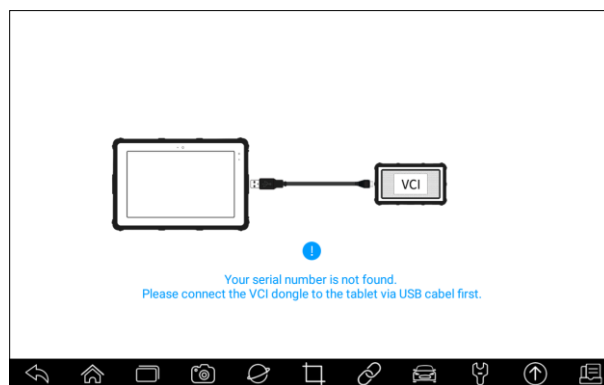 VCI
Your serial number is not found.
Please connect the VCI dongle to the tablet via USB cabel first.